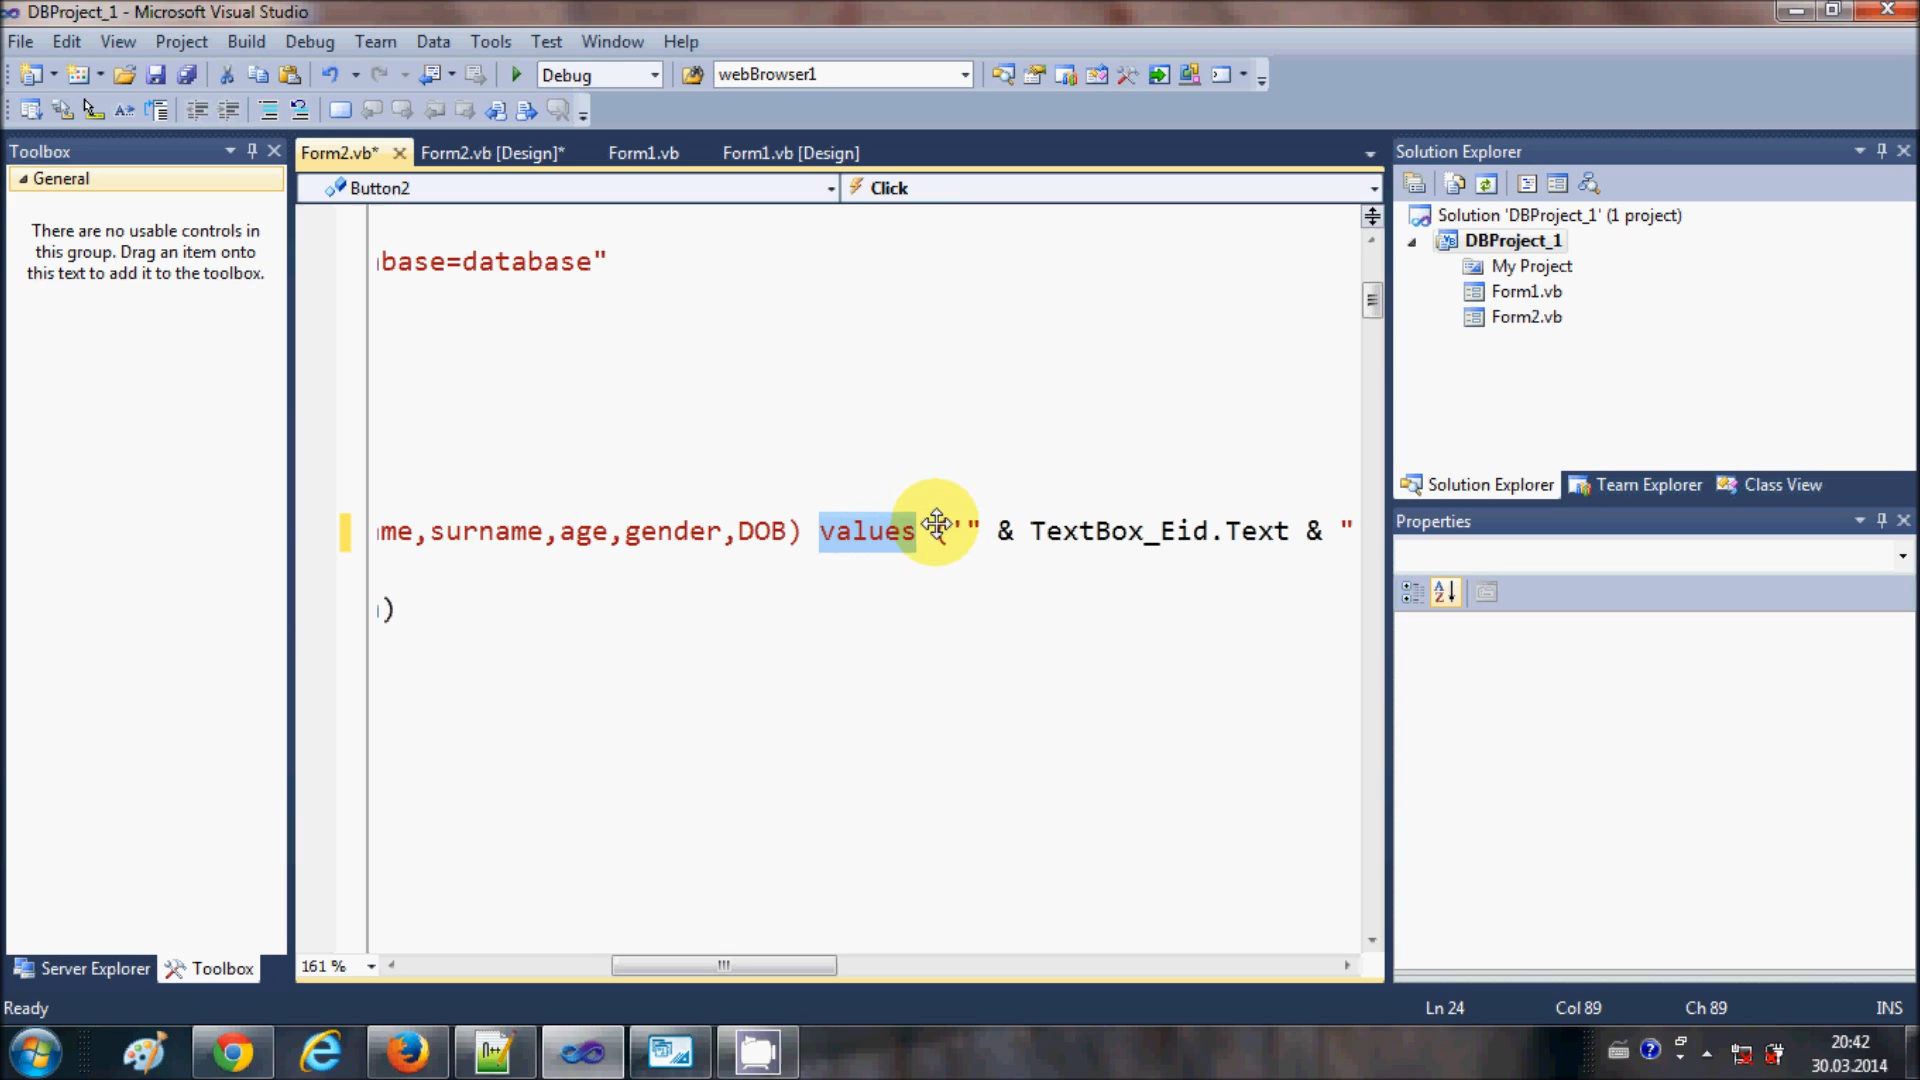 DBProject_1 - Microsoft Visual Studio
File Edit View Project Build Debug Team Data Tools Test Window Help
Debug webBrowser1
Toolbox
General
There are no usable controls in
this group. Drag an item onto
this text to add it to the toolbox.
Server Explorer Toolbox
Form2.vb* Form2.vb [Design]* Form1.vb Form1.vb [Design]
Button2 Click
base=database"
me,surname,age,gender,DOB) values ('" & TextBox_Eid.Text & "
)
161 %
Solution Explorer
Solution 'DBProject_1' (1 project)
DBProject_1
My Project
Form1.vb
Form2.vb
Solution Explorer Team Explorer Class View
Properties
Ready Ln 24 Col 89 Ch 89 INS
20:42
30.03.2014